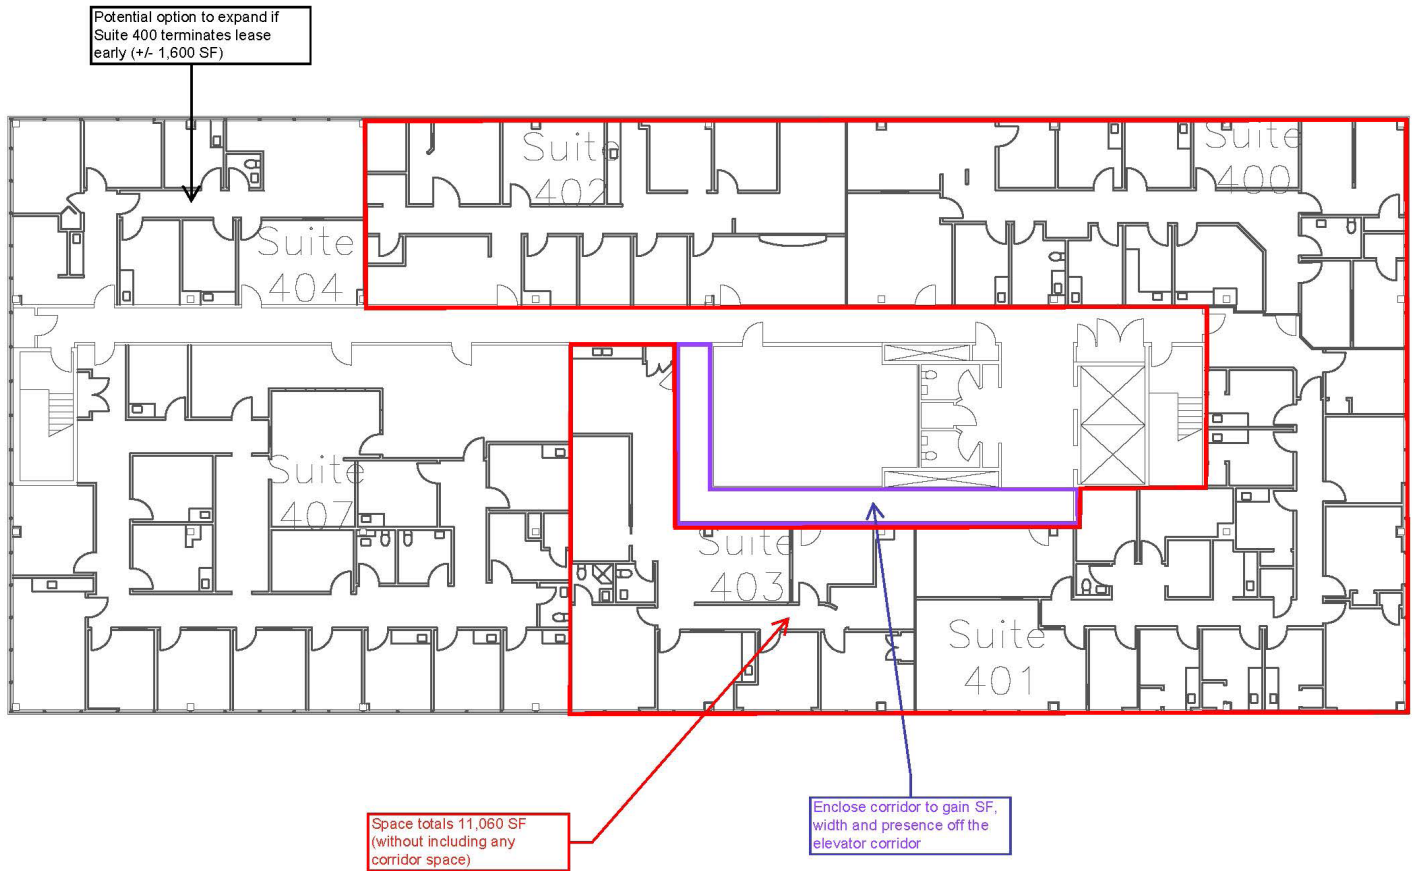 Potential option to expand if
Suite 400 terminates lease
early (+/- 1,600 SF)
Suite
402
Suite
400
Suite
404
Suite
407
Suite
403
Suite
401
Space totals 11,060 SF
(without including any
corridor space)
Enclose corridor to gain SF,
width and presence off the
elevator corridor